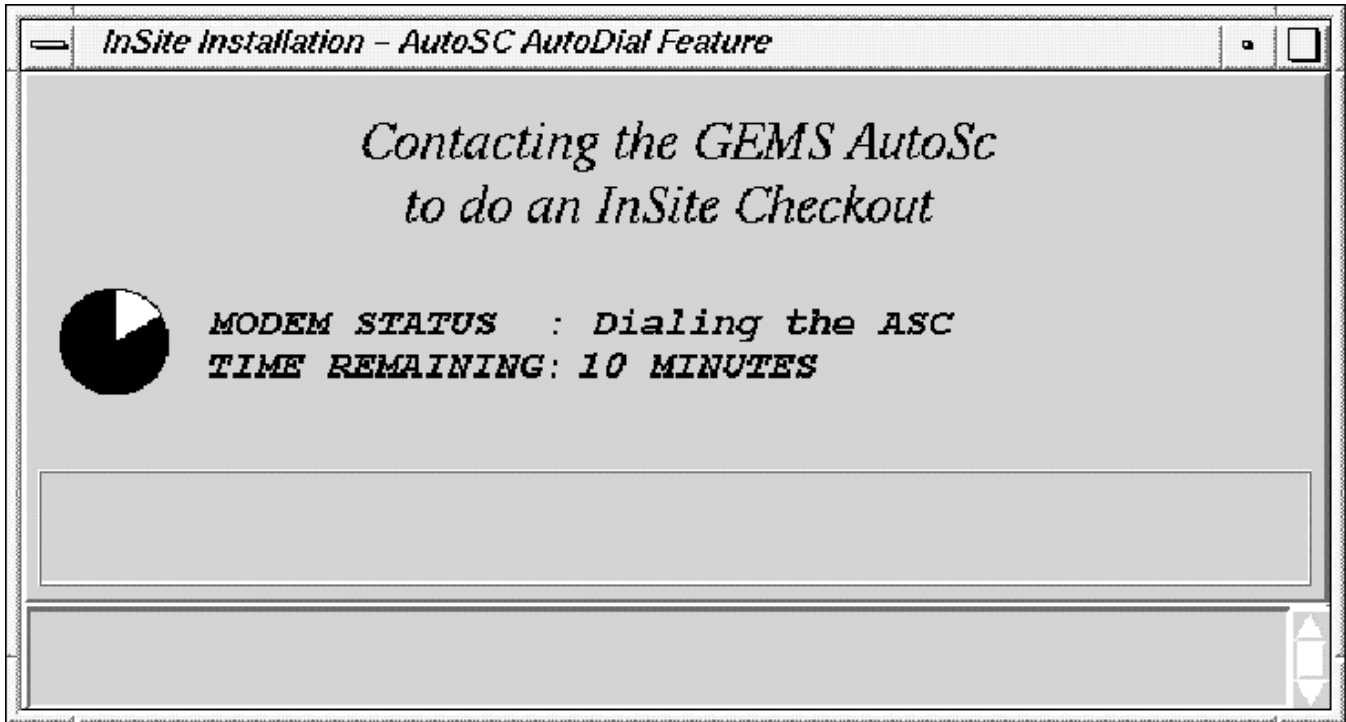 InSite Installation – AutoSC AutoDial Feature
Contacting the GEMS AutoSc
to do an InSite Checkout
MODEM STATUS : Dialing the ASC
TIME REMAINING: 10 MINUTES